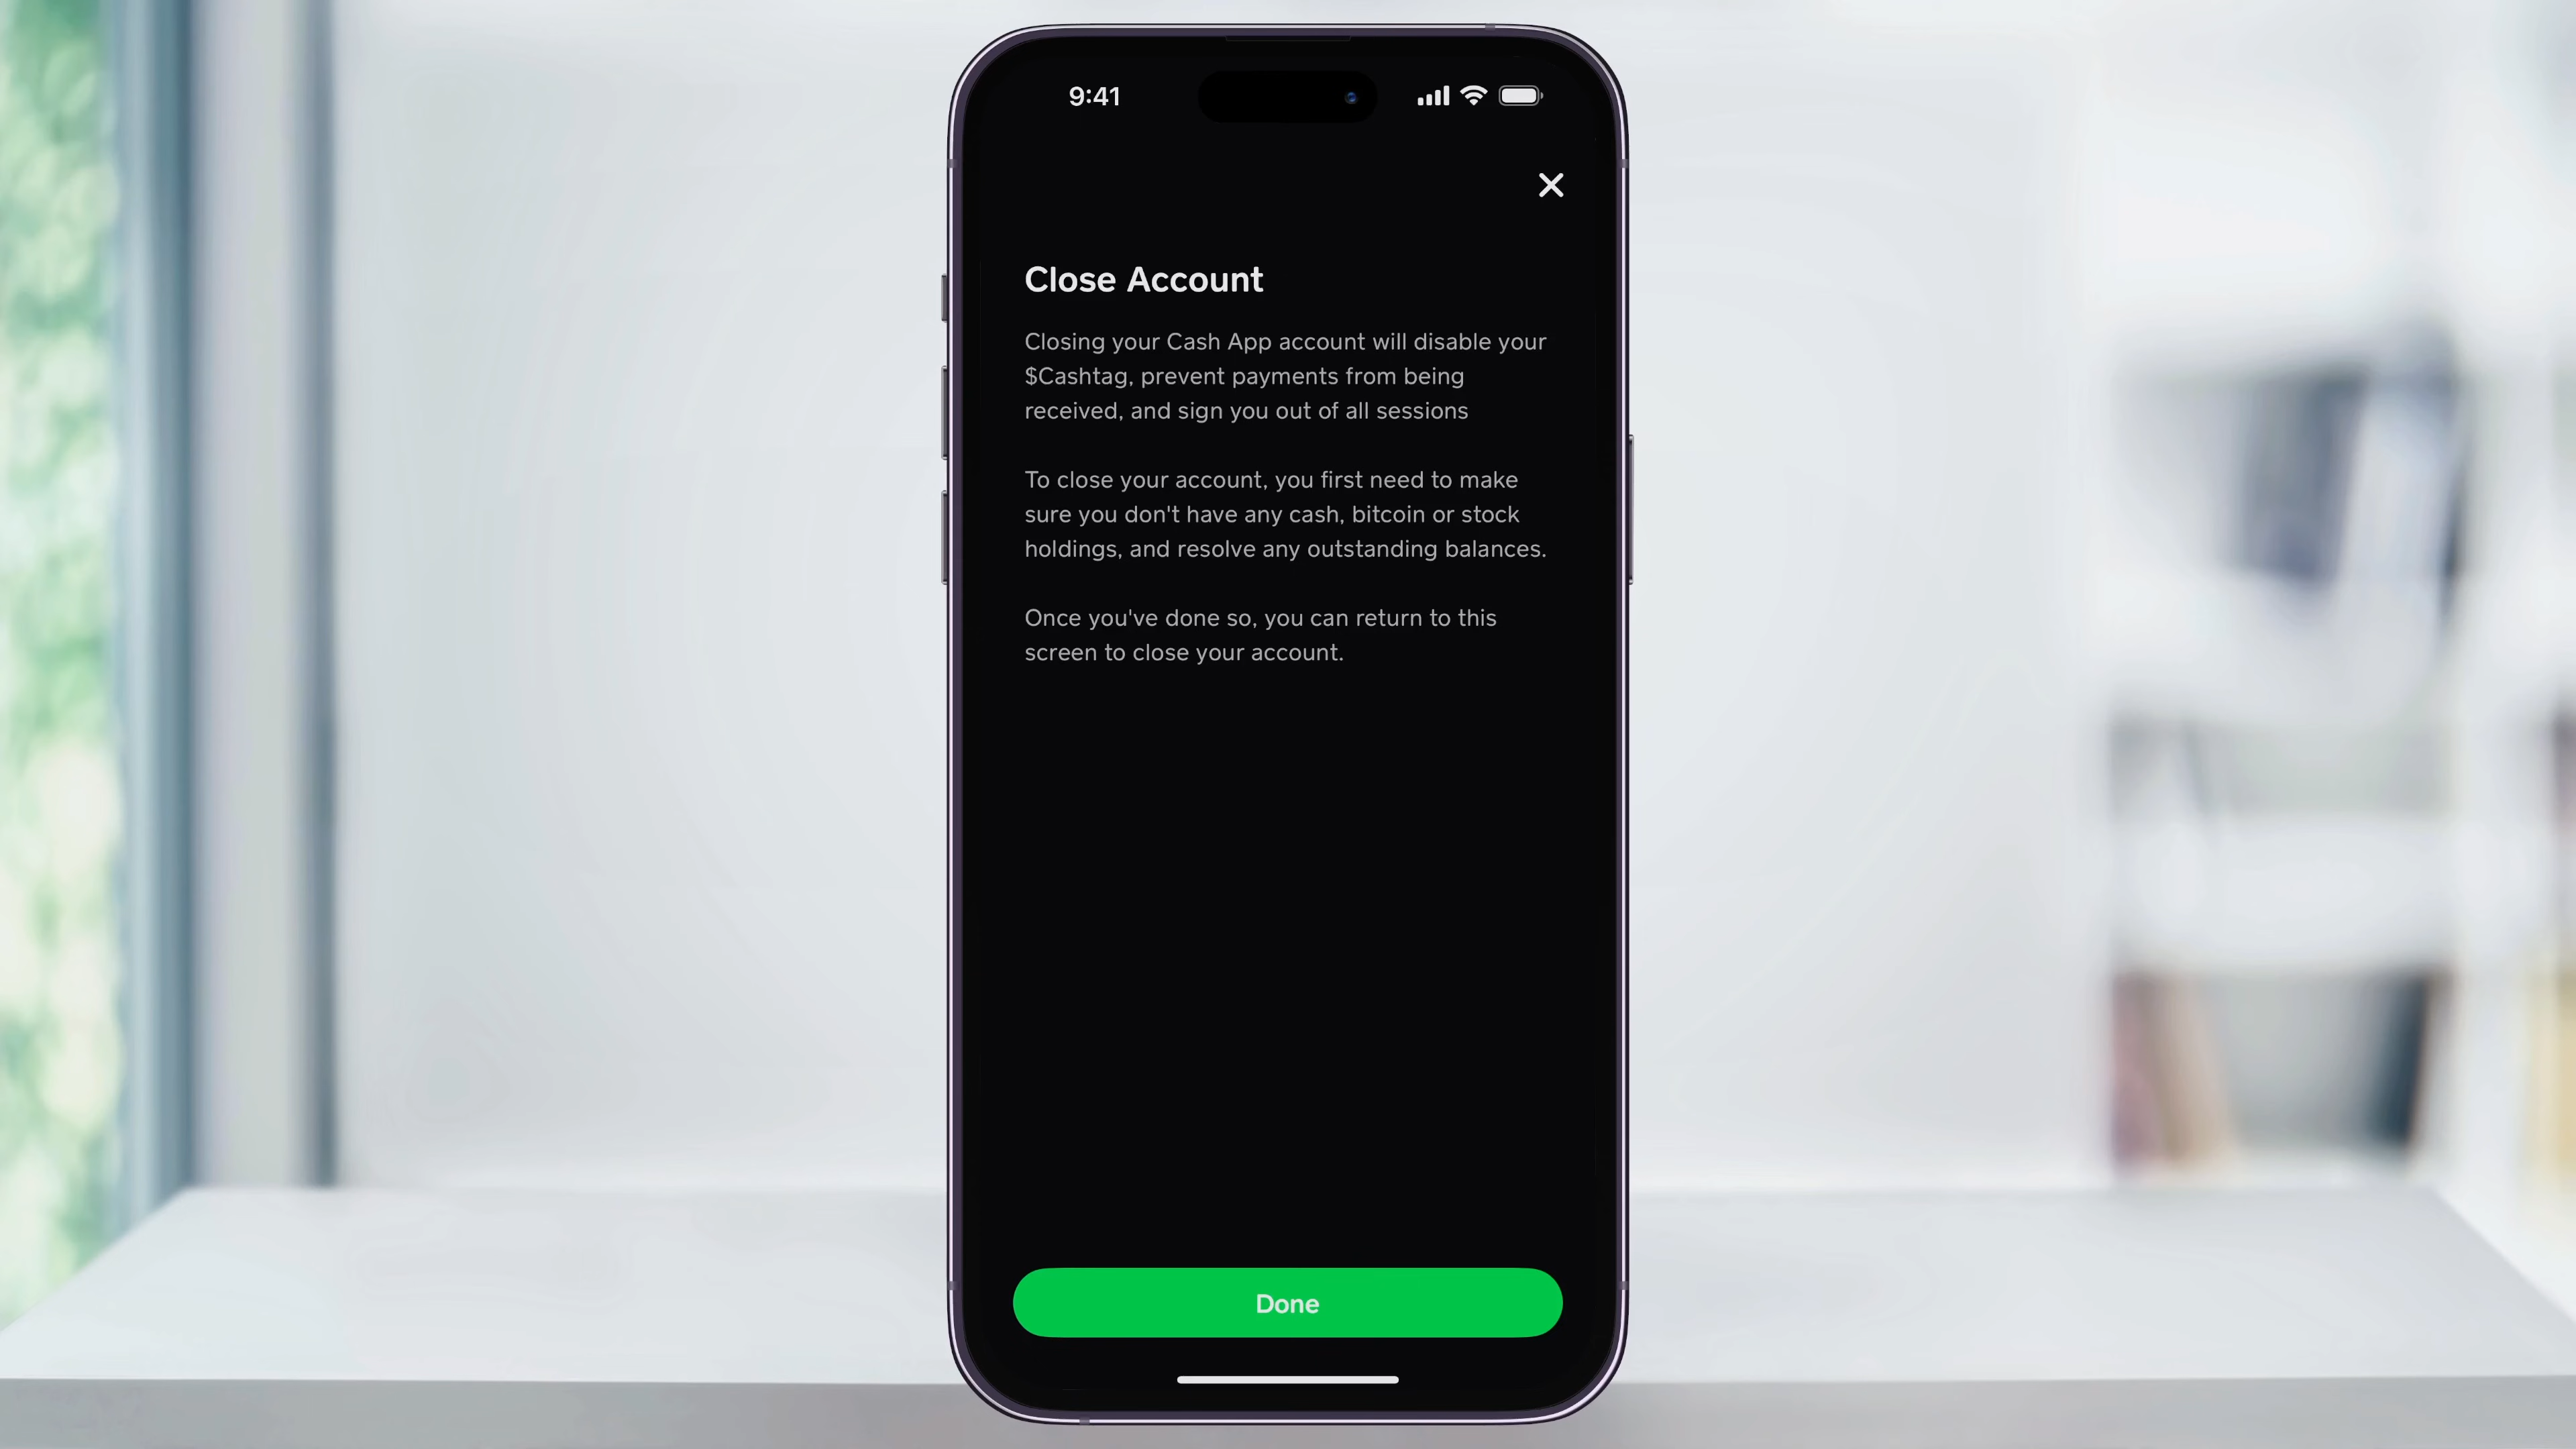 9:41
Close Account
Closing your Cash App account will disable your
$Cashtag, prevent payments from being
received, and sign you out of all sessions
To close your account, you first need to make
sure you don't have any cash, bitcoin or stock
holdings, and resolve any outstanding balances.
Once you've done so, you can return to this
screen to close your account.
Done